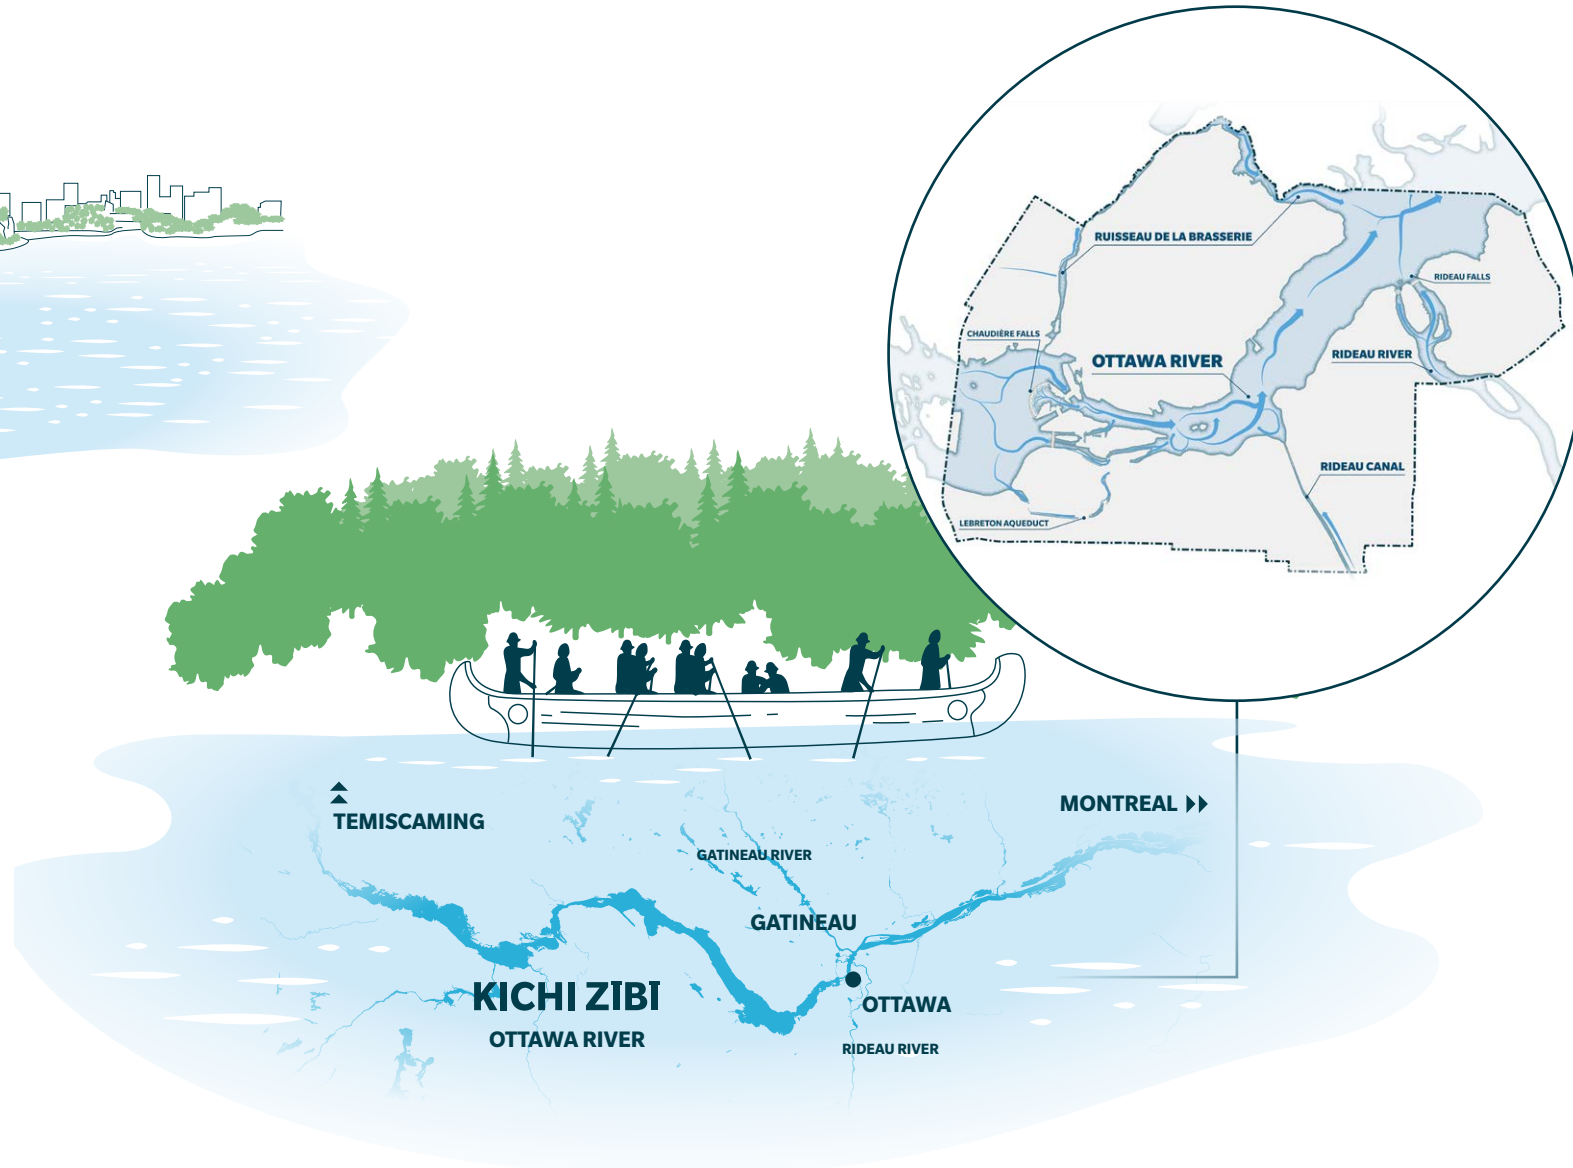 RUISSEAU DE LA BRASSERIE
RIDEAU FALLS
CHAUDIÈRE FALLS
OTTAWA RIVER
RIDEAU RIVER
RIDEAU CANAL
LEBRETON AQUEDUCT
TEMISCAMING
MONTREAL
GATINEAU RIVER
GATINEAU
KICHI ZĪBĪ
OTTAWA RIVER
OTTAWA
RIDEAU RIVER